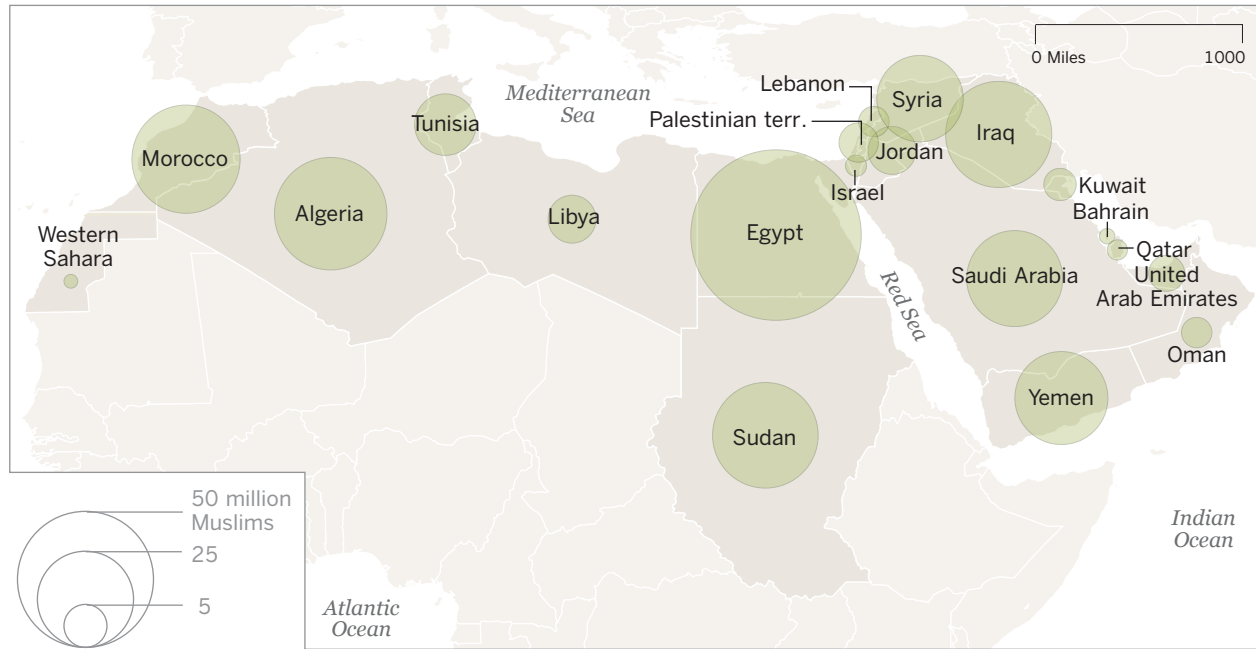 0 Miles 1000
Mediterranean
Sea
Lebanon
Palestinian terr.
Syria
Iraq
Jordan
Israel
Tunisia
Morocco
Algeria
Libya
Egypt
Kuwait
Bahrain
Qatar
United
Arab Emirates
Western
Sahara
Saudi Arabia
Red Sea
Oman
Yemen
Sudan
50 million
Muslims
25
5
Atlantic
Ocean
Indian
Ocean